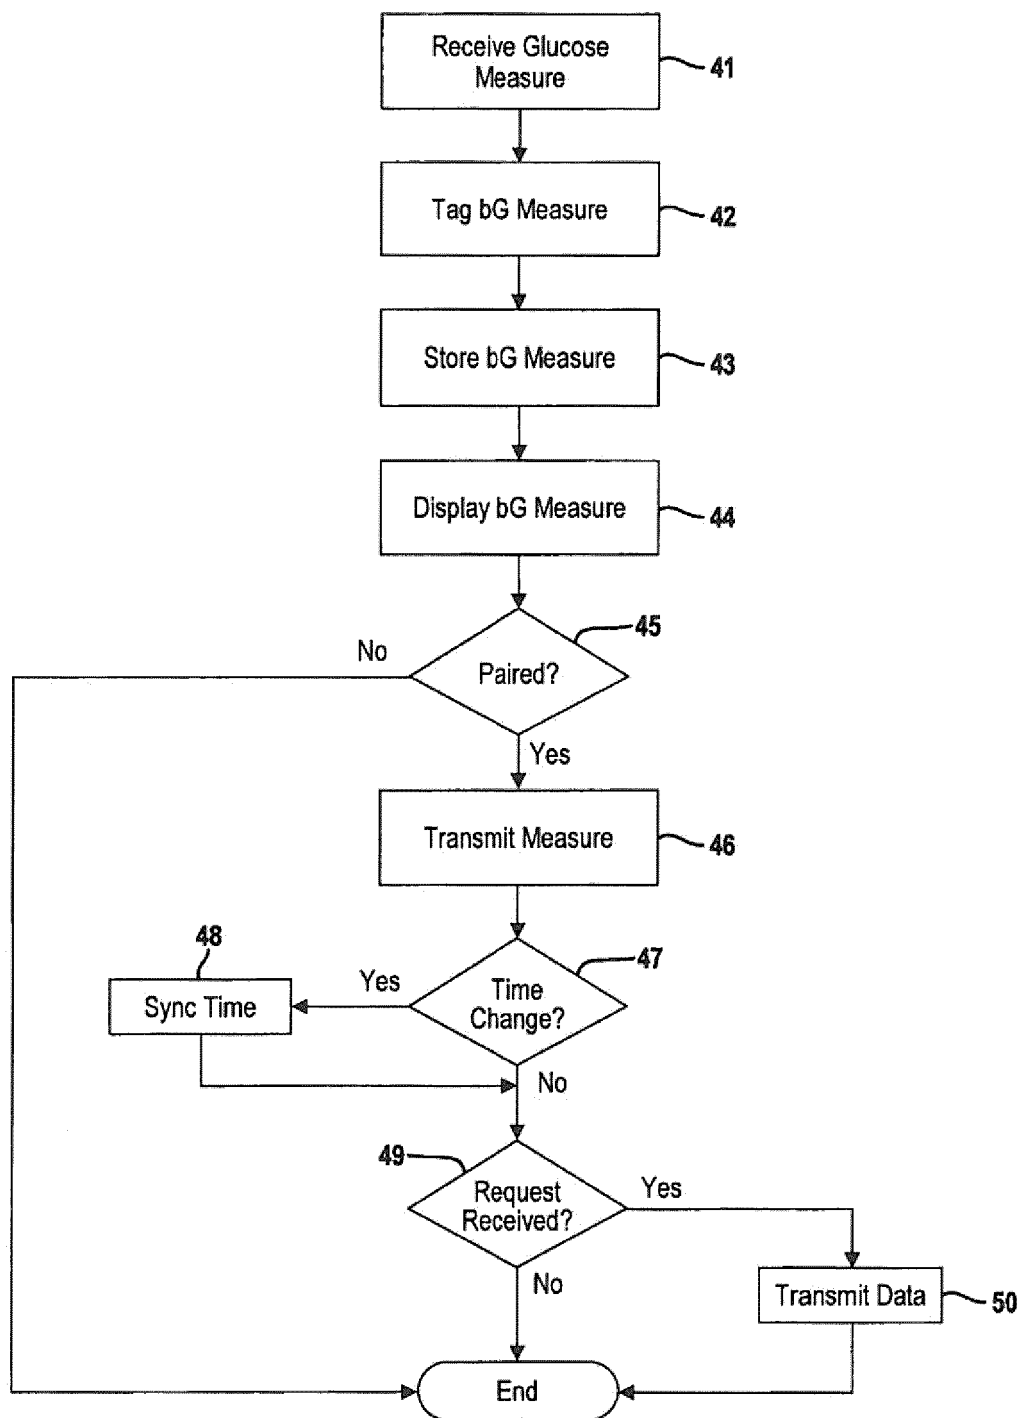 Receive Glucose
Measure
41
Tag bG Measure
42
Store bG Measure
43
Display bG Measure
44
45
No
Paired?
Yes
Transmit Measure
46
48
47
Yes
Time
Change?
Sync Time
No
49
Request
Received?
Yes
No
Transmit Data
50
End